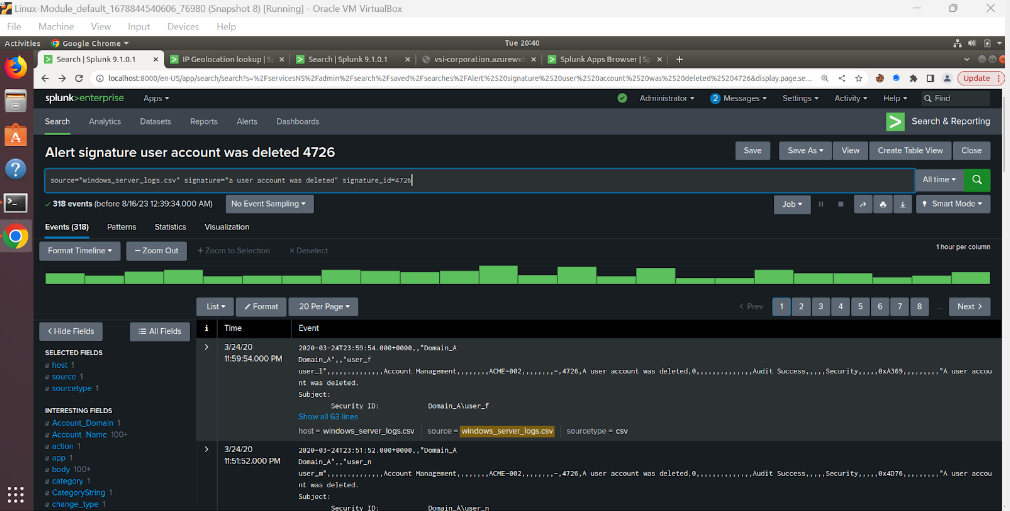 Linux-Module_default_1678844540606_76980 (Snapshot 8) [Running] - Oracle VM VirtualBox
File Machine View Input Devices Help
Activities Google Chrome Tue 20:40
Search | Splunk 9.1.0.1 IP Geolocation lookup | Sp Search | Splunk 9.1.0.1 vsi-corporation.azurewe Splunk Apps Browser | Sp
localhost:8000/en-US/app/search/search?s=%2FservicesNS%2Fadmin%2Fsearch%2Fsaved%2Fsearches%2FAlert%2520signature%2520user%2520account%2520was%2520deleted%25204726&display.page.se... Update
splunk>enterprise Apps Administrator 2 Messages Settings Activity Help Find
Search Analytics Datasets Reports Alerts Dashboards Search & Reporting
Alert signature user account was deleted 4726 Save Save As View Create Table View Close
source="windows_server_logs.csv" signature="a user account was deleted" signature_id=4726 All time
318 events (before 8/16/23 12:39:34.000 AM) No Event Sampling Job Smart Mode
Events (318) Patterns Statistics Visualization
Format Timeline – Zoom Out + Zoom to Selection × Deselect 1 hour per column
List Format 20 Per Page < Prev 1 2 3 4 5 6 7 8 ... Next >
< Hide Fields All Fields i Time Event
SELECTED FIELDS
a host 1
a source 1
a sourcetype 1
INTERESTING FIELDS
a Account_Domain 1
a Account_Name 100+
a action 1
a app 1
a body 100+
a category 1
a CategoryString 1
a change_type 1
3/24/20 2020-03-24T23:59:54.000+0000,,"Domain_A
11:59:54.000 PM Domain_A",,"user_f
user_l",,,,,,,,,,,,,Account Management,,,,,,,,ACME-002,,,,,,,-,4726,A user account was deleted,0,,,,,,,,,,,,,Audit Success,,,,,Security,,,,,0xA369,,,,,,,,,"A user accou
nt was deleted.
Subject:
Security ID: Domain_A\user_f
Show all 63 lines
host = windows_server_logs.csv source = windows_server_logs.csv sourcetype = csv
3/24/20 2020-03-24T23:51:52.000+0000,,"Domain_A
11:51:52.000 PM Domain_A",,"user_n
user_m",,,,,,,,,,,,,Account Management,,,,,,,,ACME-002,,,,,,,-,4726,A user account was deleted,0,,,,,,,,,,,,,Audit Success,,,,,Security,,,,,0x4D76,,,,,,,,,"A user accou
nt was deleted.
Subject:
Security ID: Domain_A\user_n